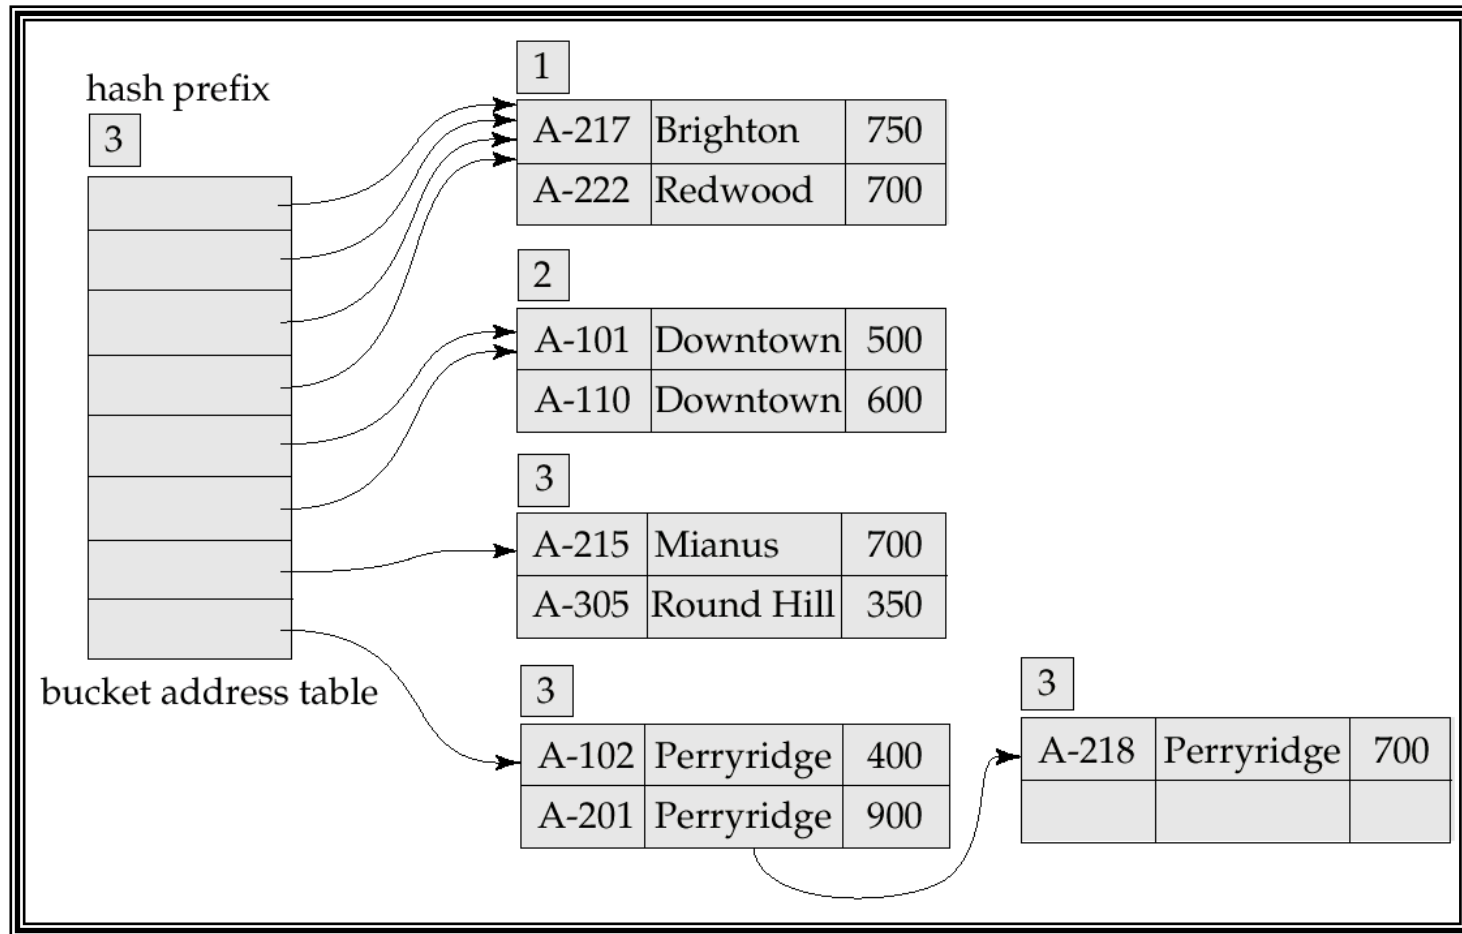 hash prefix
3
bucket address table
1
A-217 Brighton 750
A-222 Redwood 700
2
A-101 Downtown 500
A-110 Downtown 600
3
A-215 Mianus 700
A-305 Round Hill 350
3
A-102 Perryridge 400
A-201 Perryridge 900
3
A-218 Perryridge 700